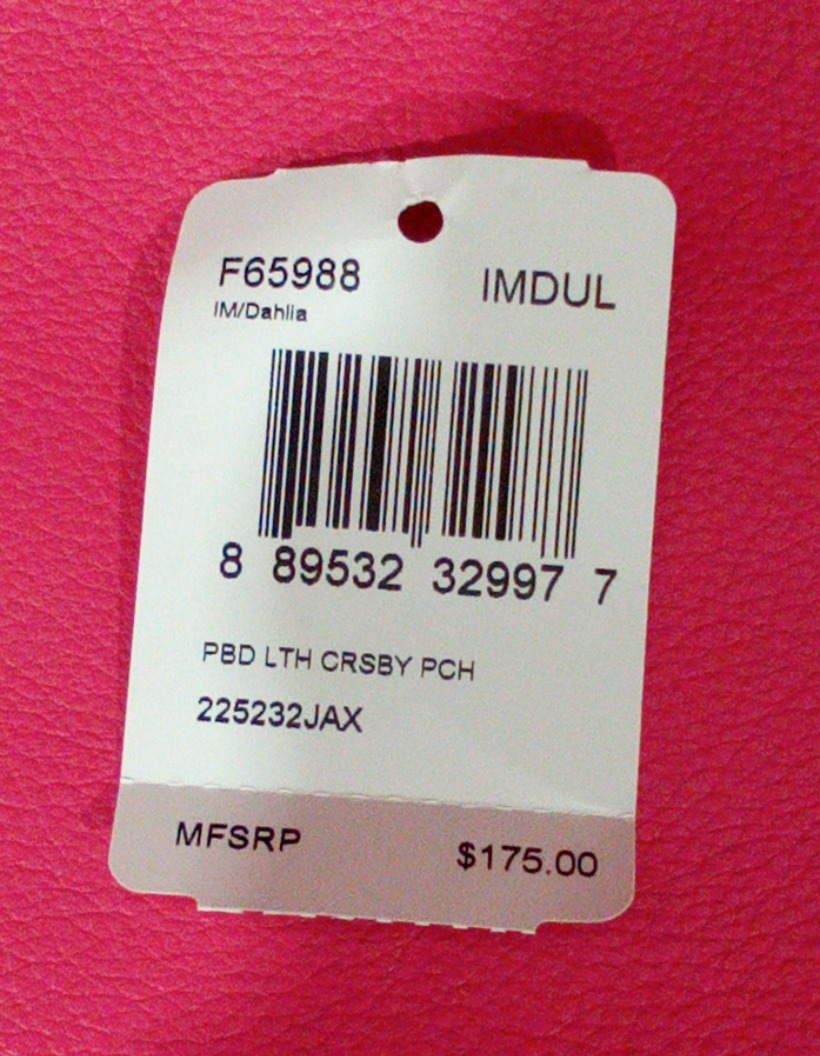 F65988 IMDUL
IM/Dahlia
8 89532 32997 7
PBD LTH CRSBY PCH
225232JAX
MFSRP $175.00